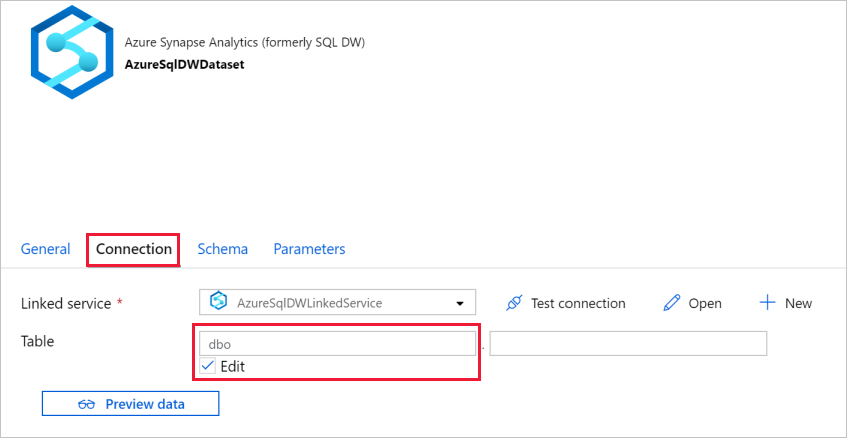 Azure Synapse Analytics (formerly SQL DW)
AzureSqlDWDataset
General Connection Schema Parameters
Linked service * AzureSqlDWLinkedService Test connection Open New
Table dbo .
Edit
Preview data